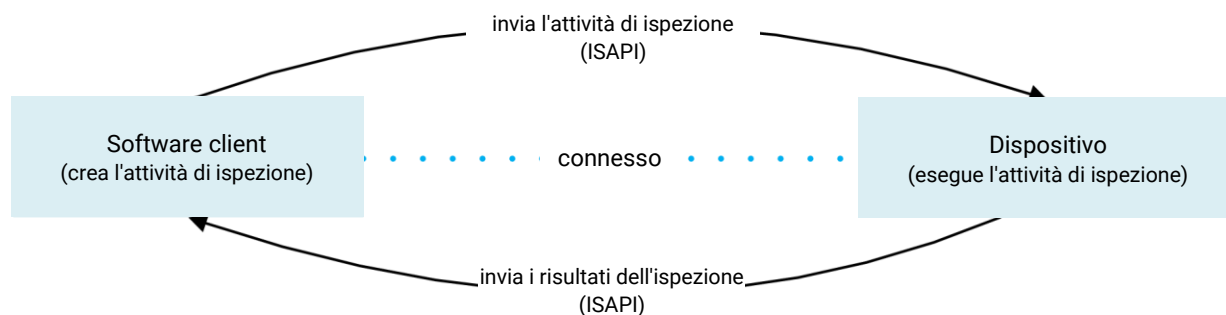 invia l'attività di ispezione
(ISAPI)
Software client
(crea l'attività di ispezione)
connesso
Dispositivo
(esegue l'attività di ispezione)
invia i risultati dell'ispezione
(ISAPI)